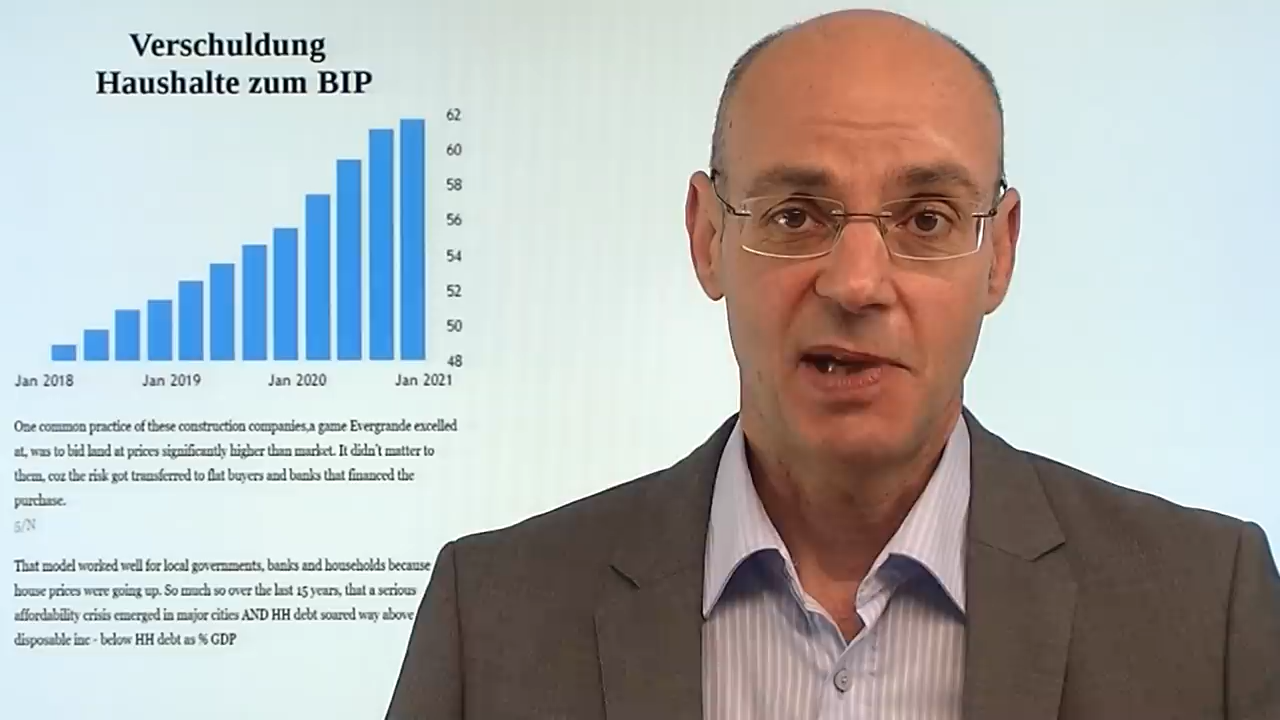 Verschuldung
Haushalte zum BIP
62
60
58
56
54
52
50
48
Jan 2018 Jan 2019 Jan 2020 Jan 2021
One common practice of these construction companies,a game Evergrande excelled
at, was to bid land at prices significantly higher than market. It didn't matter to
them, coz the risk got transferred to flat buyers and banks that financed the
purchase.
5/N
That model worked well for local governments, banks and households because
house prices were going up. So much so over the last 15 years, that a serious
affordability crisis emerged in major cities AND HH debt soared way above
disposable inc - below HH debt as % GDP